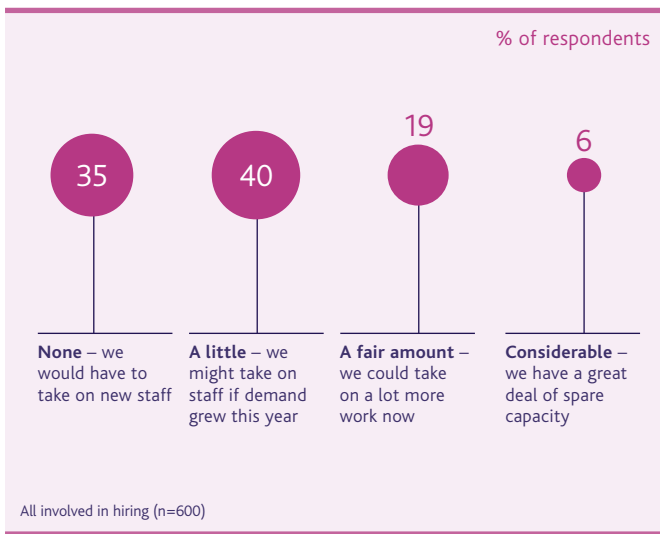 % of respondents
35
40
19
6
None – we
would have to
take on new staff
A little – we
might take on
staff if demand
grew this year
A fair amount –
we could take
on a lot more
work now
Considerable –
we have a great
deal of spare
capacity
All involved in hiring (n=600)